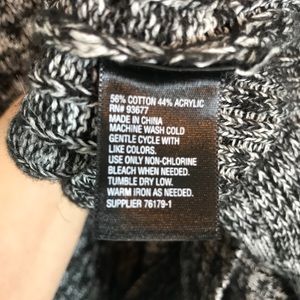 56% COTTON 44% ACRYLIC
RN# 93677
MADE IN CHINA
MACHINE WASH COLD
GENTLE CYCLE WITH
LIKE COLORS.
USE ONLY NON-CHLORINE
BLEACH WHEN NEEDED.
TUMBLE DRY LOW.
WARM IRON AS NEEDED.
SUPPLIER 76179-1